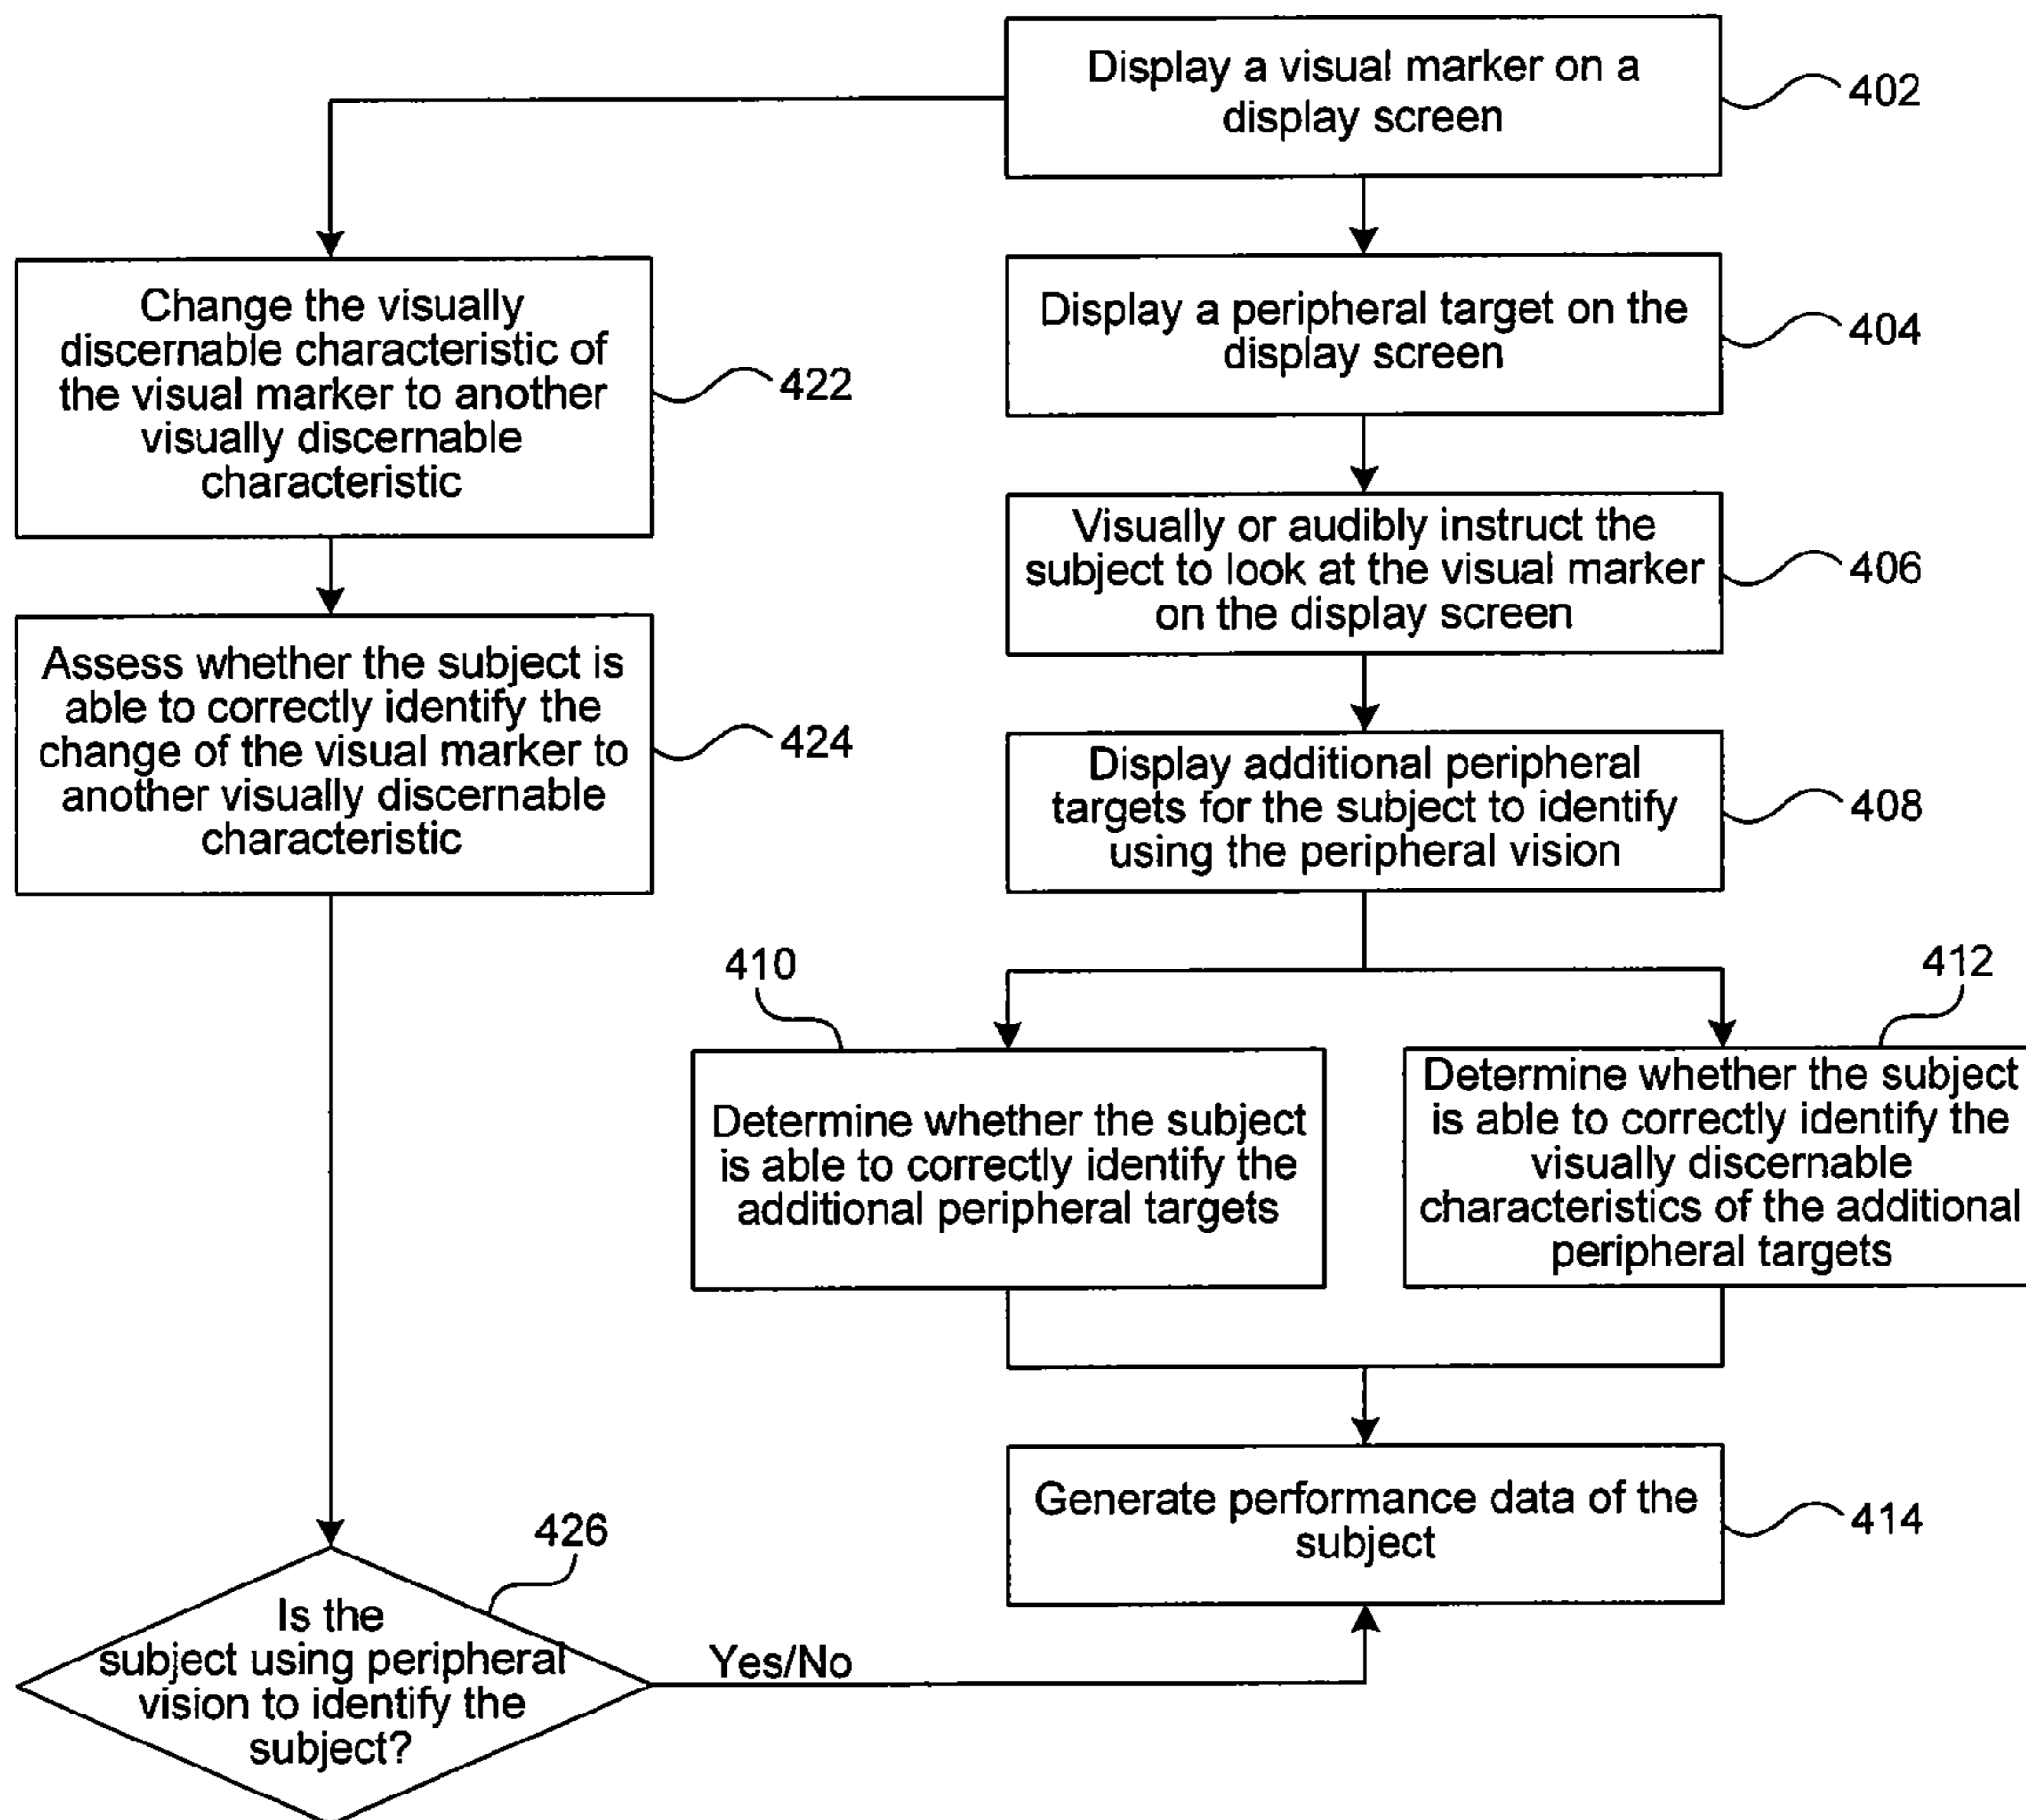 Display a visual marker on a
display screen
402
Display a peripheral target on the
display screen
404
Change the visually
discernable characteristic of
the visual marker to another
visually discernable
characteristic
422
Visually or audibly instruct the
subject to look at the visual marker
on the display screen
406
Assess whether the subject is
able to correctly identify the
change of the visual marker to
another visually discernable
characteristic
424
Display additional peripheral
targets for the subject to identify
using the peripheral vision
408
410
Determine whether the subject
is able to correctly identify the
additional peripheral targets
412
Determine whether the subject
is able to correctly identify the
visually discernable
characteristics of the additional
peripheral targets
Generate performance data of the
subject
414
426
Is the
subject using peripheral
vision to identify the
subject?
Yes/No